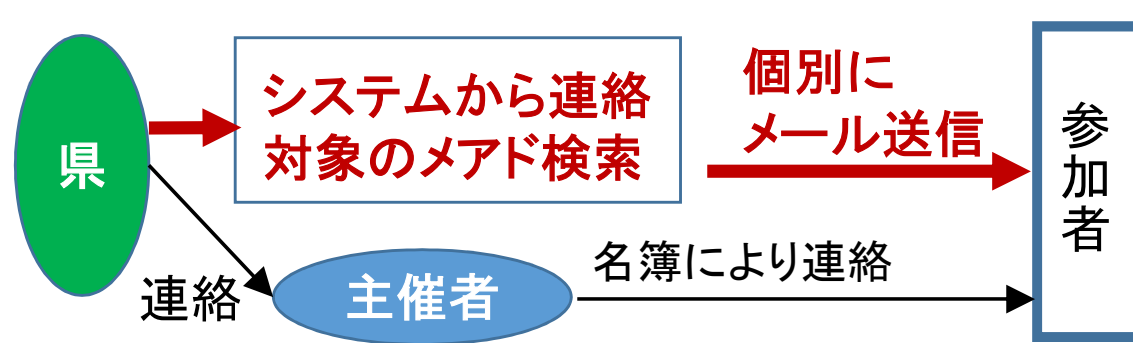 県
システムから連絡
対象のメアド検索
個別に
メール送信
参加者
連絡
主催者
名簿により連絡